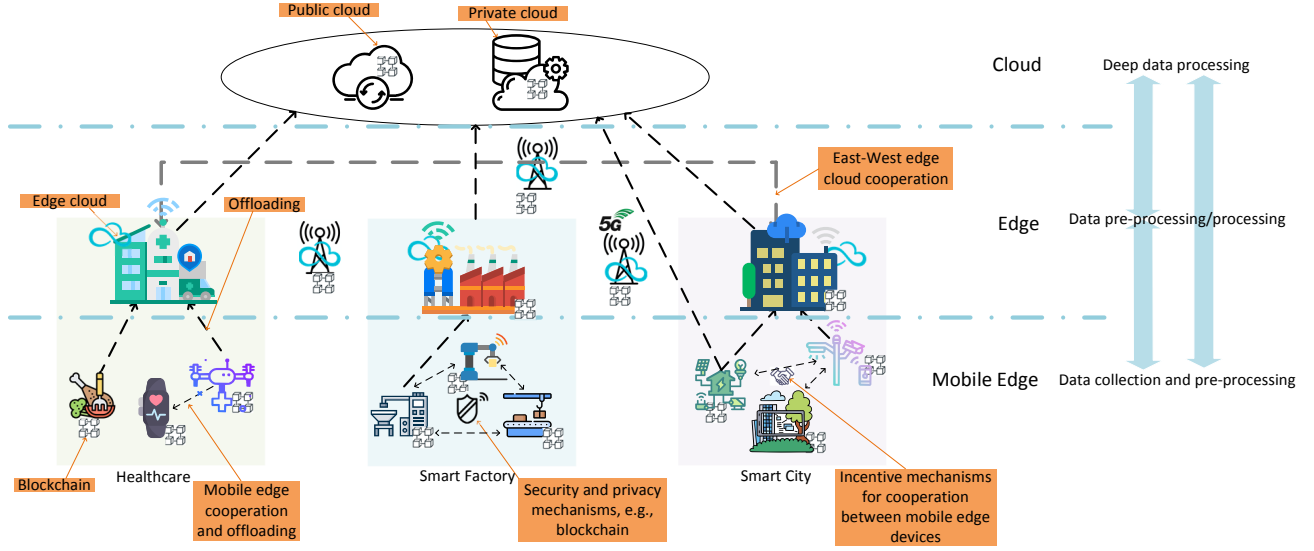 Public cloud
Private cloud
Cloud
Deep data processing
East-West edge
cloud cooperation
Edge cloud
Offloading
5G
Edge
Data pre-processing/processing
Mobile Edge
Data collection and pre-processing
Blockchain
Healthcare
Smart Factory
Smart City
Mobile edge
cooperation
and offloading
Security and privacy
mechanisms, e.g.,
blockchain
Incentive mechanisms
for cooperation
between mobile edge
devices